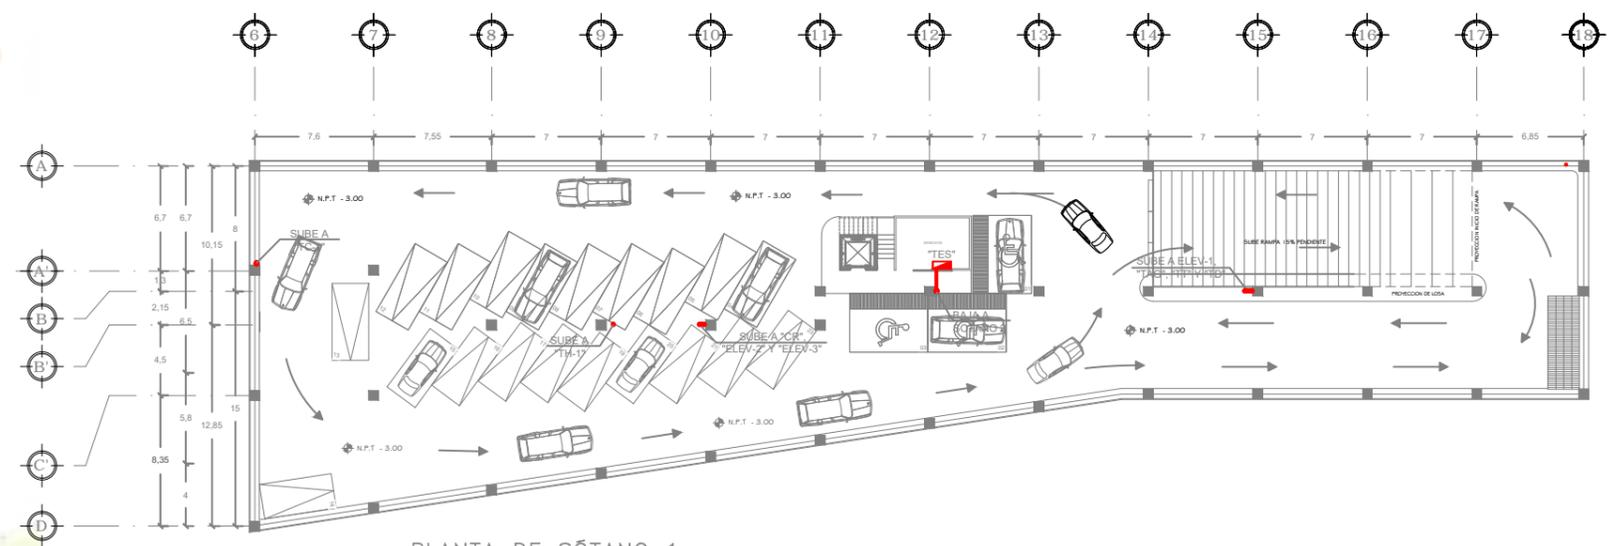 6 7 8 9 10 11 12 13 14 15 16 17 18
7,6 7,55 7 7 7 7 7 7 7 7 7 6,85
A
A'
B
B'
C'
D
6,7 6,7 10,15 8
1,3
2,15 6,5
4,5
5,8 12,85 15
8,35
4
N.P.T - 3.00
N.P.T - 3.00
SUBE A
"TES"
SUBE RAMPA 15% PENDIENTE
PROYECCION INICIO DE RAMPA
SUBE A ELEV-1,
PROYECCION DE LOSA
BAJA A
N.P.T - 3.00
SUBE A
"TH-1"
SUBE A "CR",
"ELEV-2" Y "ELEV-3"
N.P.T - 3.00
N.P.T - 3.00
PLANTA DE SÓTANO 1